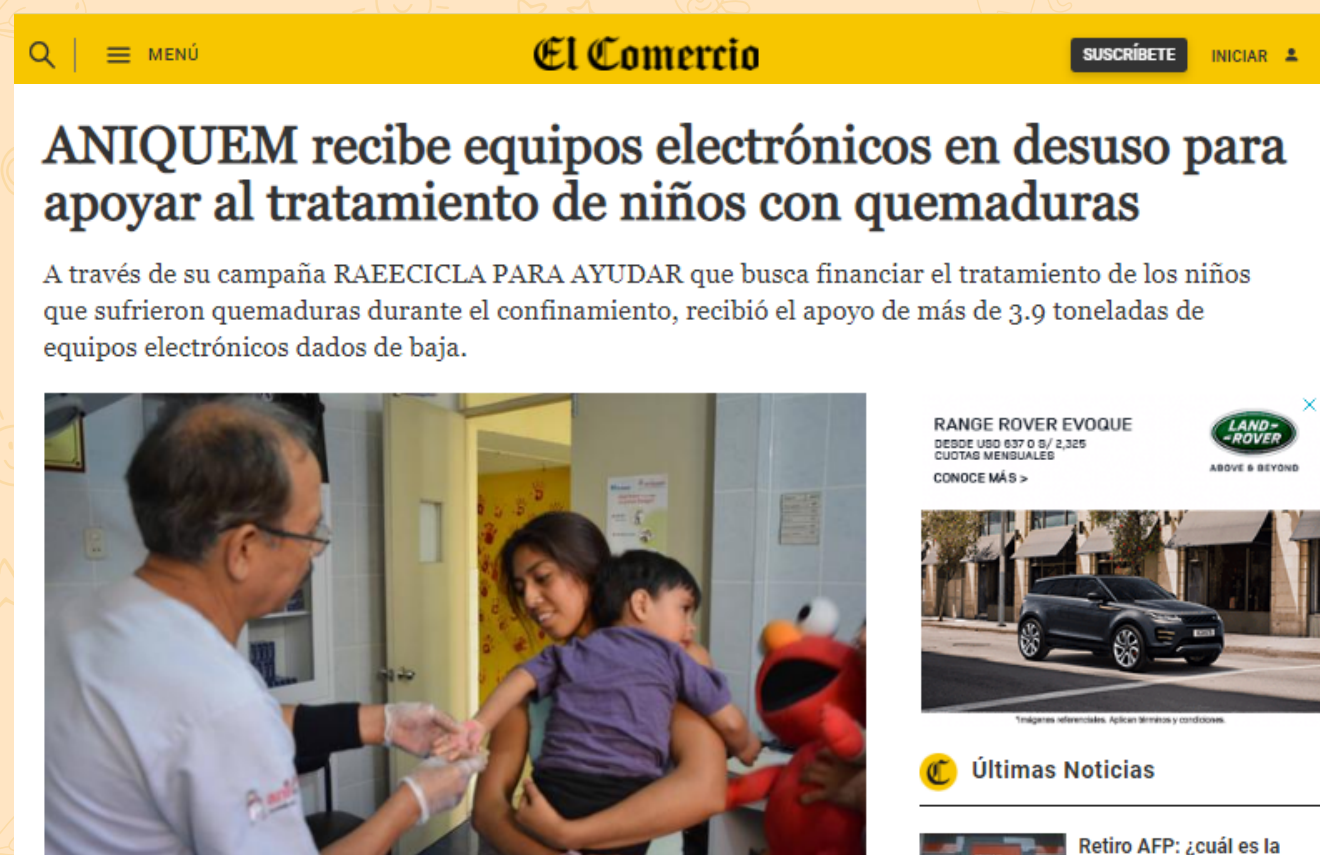 MENÚ
El Comercio
SUSCRÍBETE
INICIAR
ANIQUEM recibe equipos electrónicos en desuso para
apoyar al tratamiento de niños con quemaduras
A través de su campaña RAEECICLA PARA AYUDAR que busca financiar el tratamiento de los niños
que sufrieron quemaduras durante el confinamiento, recibió el apoyo de más de 3.9 toneladas de
equipos electrónicos dados de baja.
RANGE ROVER EVOQUE
DESDE USD 637 O S/ 2,325
CUOTAS MENSUALES
CONOCE MÁS >
LAND-
-ROVER
ABOVE & BEYOND
*Imágenes referenciales. Aplican términos y condiciones.
Últimas Noticias
Retiro AFP: ¿cuál es la